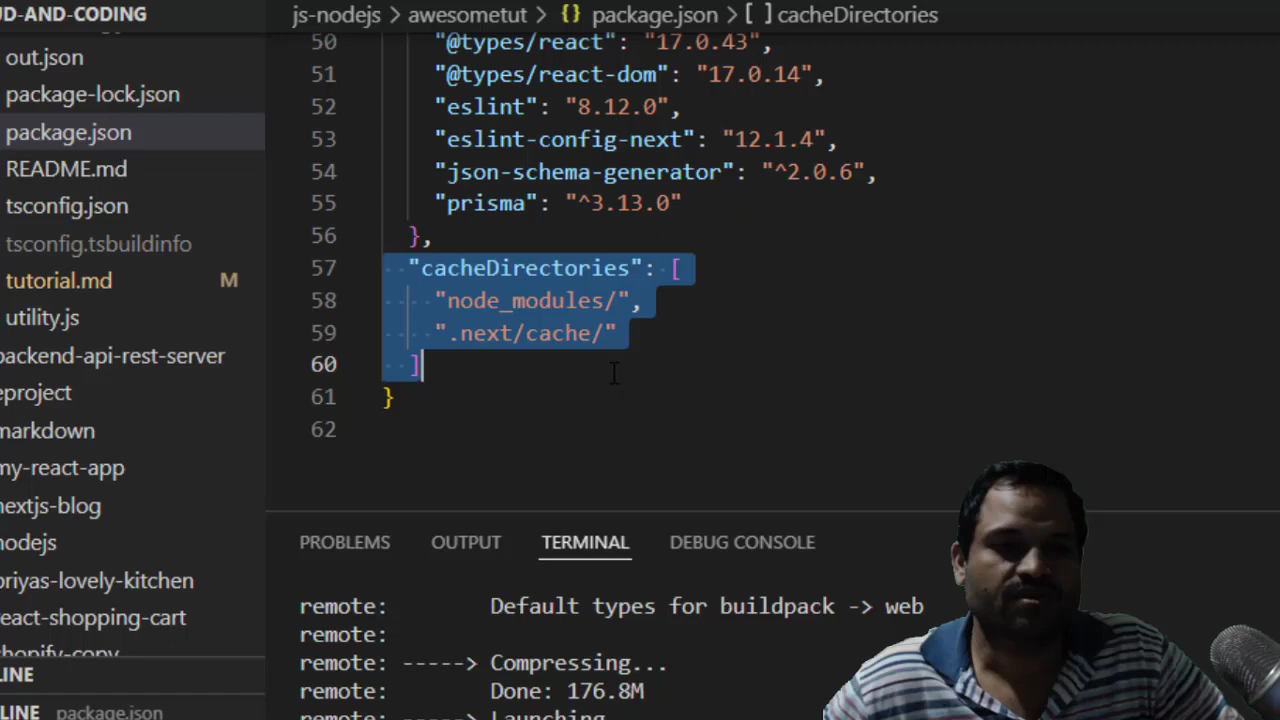 UD-AND-CODING
js-nodejs > awesometut > {} package.json > [ ] cacheDirectories
out.json
package-lock.json
package.json
README.md
tsconfig.json
tsconfig.tsbuildinfo
tutorial.md M
utility.js
backend-api-rest-server
eproject
markdown
my-react-app
nextjs-blog
nodejs
priyas-lovely-kitchen
react-shopping-cart
shopify-copy
LINE
LINE package.json
50 "@types/react": "17.0.43",
51 "@types/react-dom": "17.0.14",
52 "eslint": "8.12.0",
53 "eslint-config-next": "12.1.4",
54 "json-schema-generator": "^2.0.6",
55 "prisma": "^3.13.0"
56 },
57 "cacheDirectories": [
58 "node_modules/",
59 ".next/cache/"
60 ]
61 }
62
PROBLEMS OUTPUT TERMINAL DEBUG CONSOLE
remote: Default types for buildpack -> web
remote:
remote: -----> Compressing...
remote: Done: 176.8M
remote: -----> Launching